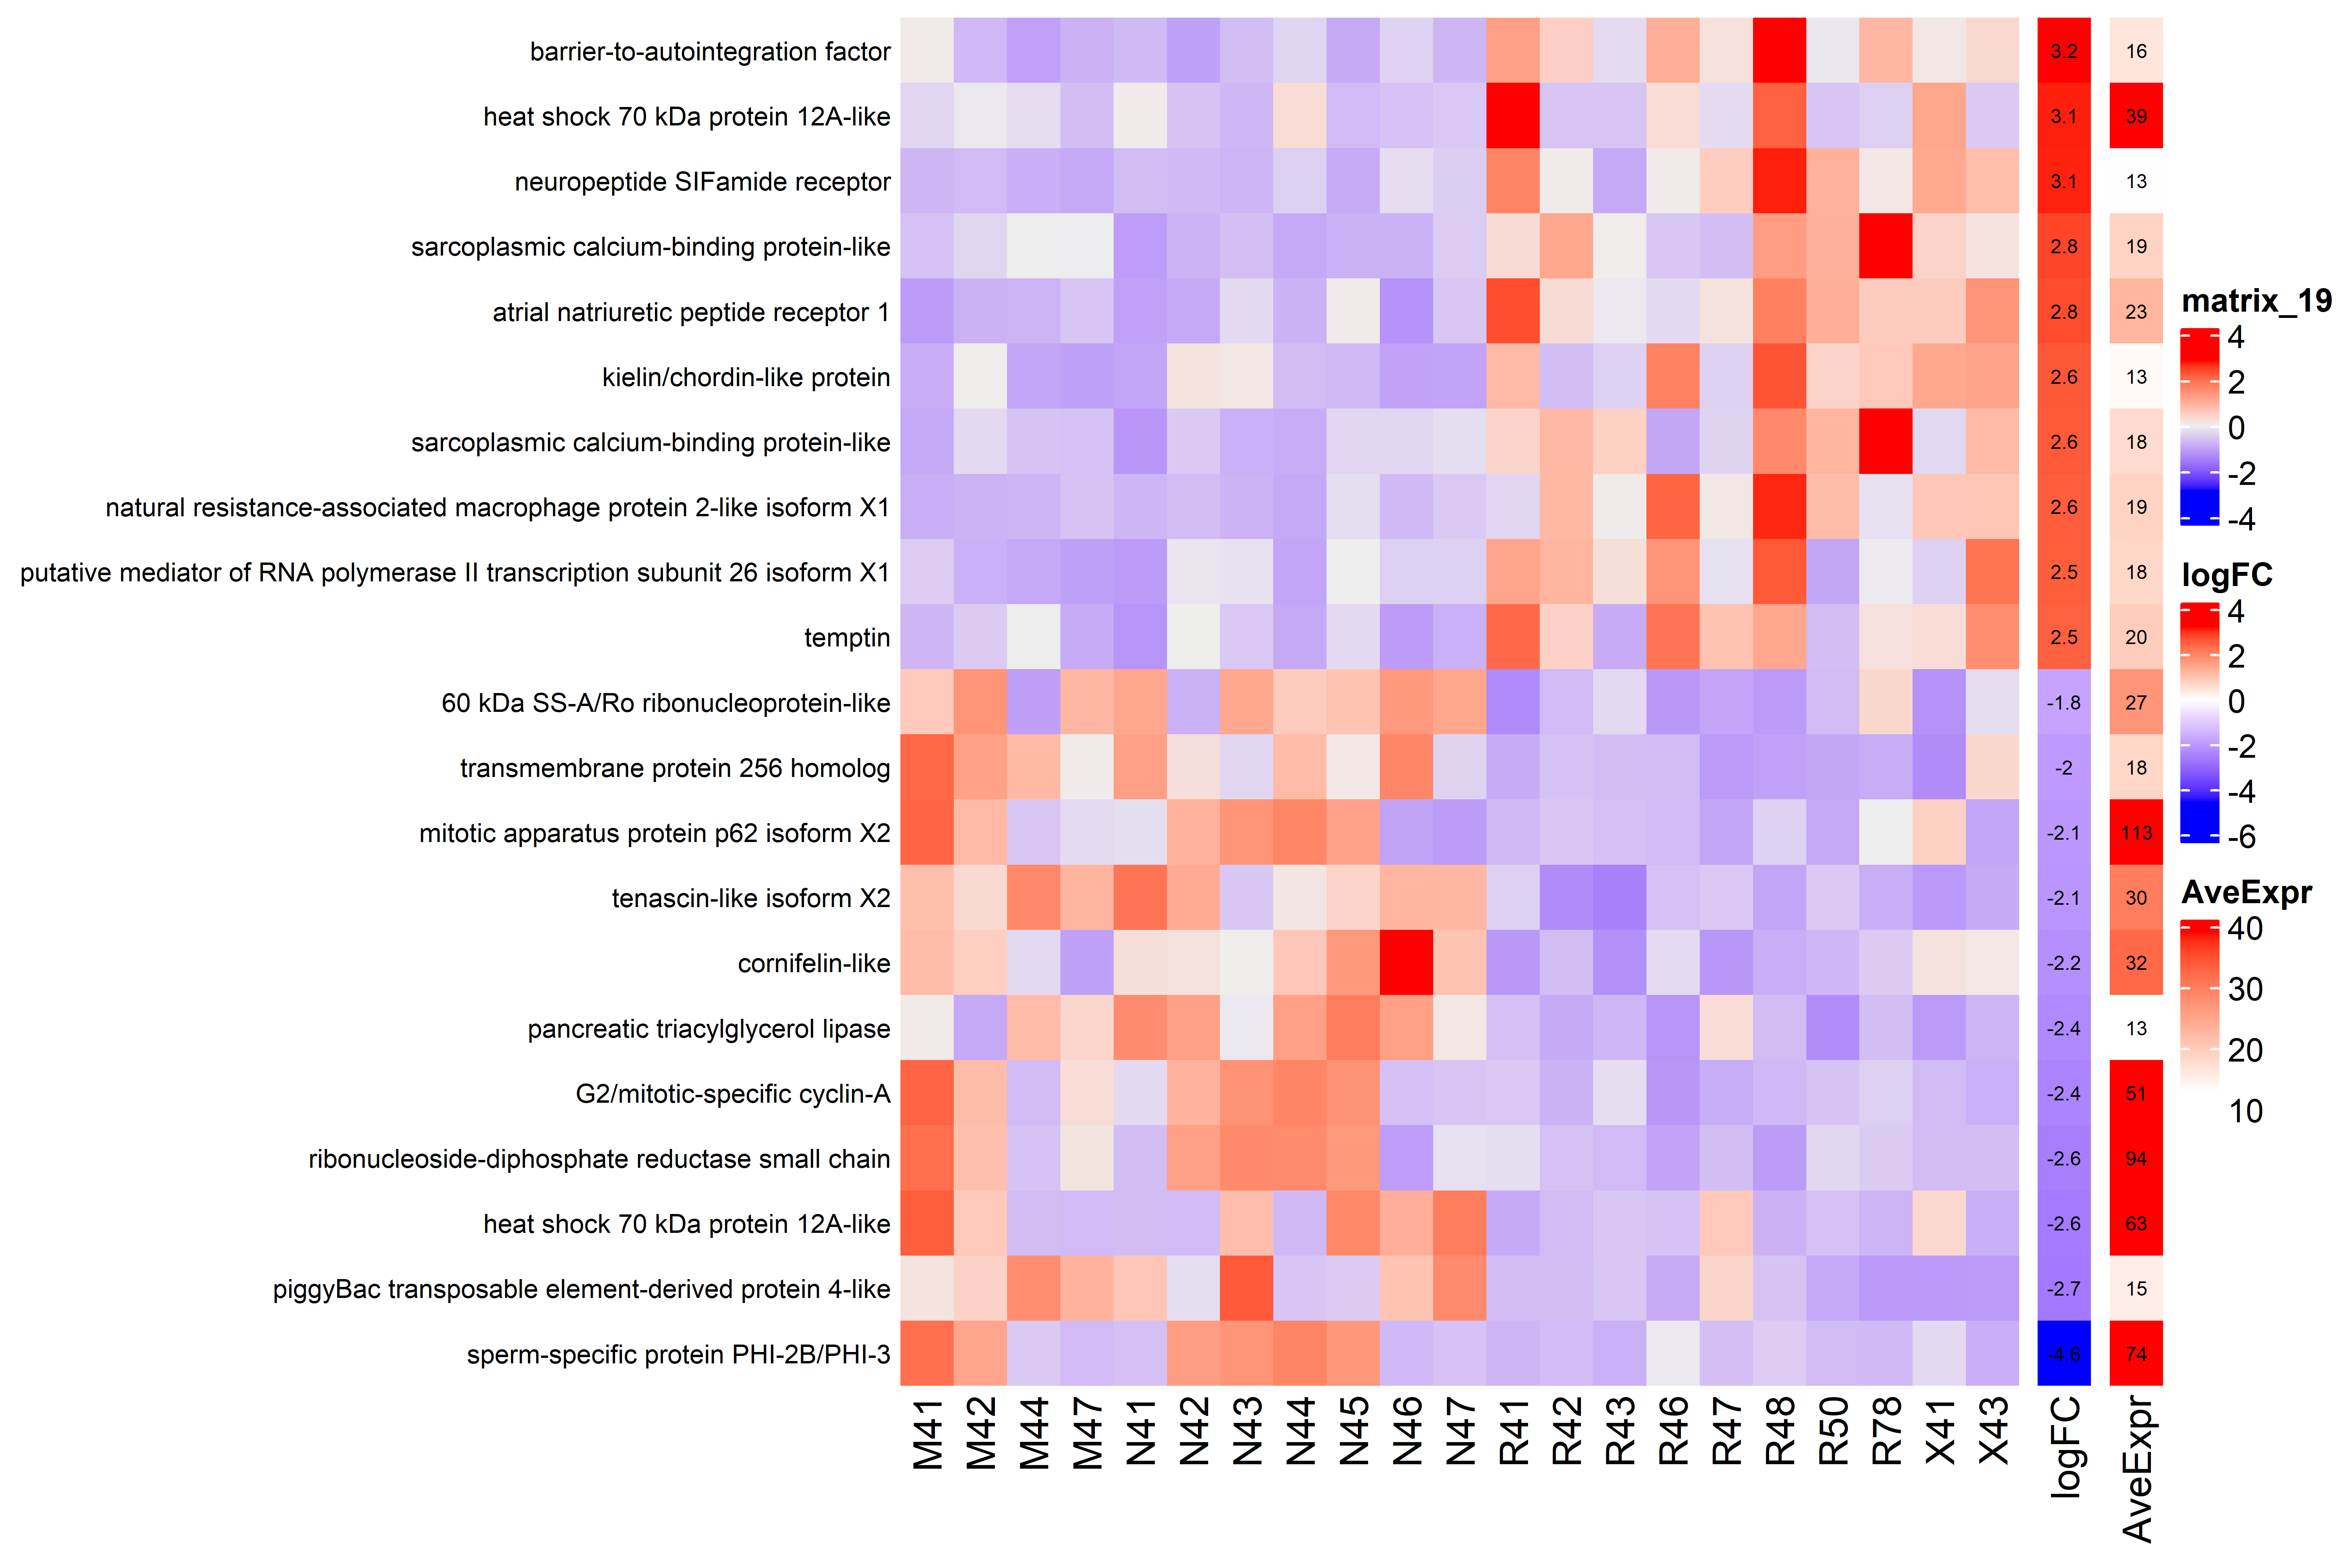 barrier-to-autointegration factor 3.2 16
heat shock 70 kDa protein 12A-like 3.1 39
neuropeptide SIFamide receptor 3.1 13
sarcoplasmic calcium-binding protein-like 2.8 19
atrial natriuretic peptide receptor 1 2.8 23
kielin/chordin-like protein 2.6 13
sarcoplasmic calcium-binding protein-like 2.6 18
natural resistance-associated macrophage protein 2-like isoform X1 2.6 19
putative mediator of RNA polymerase II transcription subunit 26 isoform X1 2.5 18
temptin 2.5 20
60 kDa SS-A/Ro ribonucleoprotein-like -1.8 27
transmembrane protein 256 homolog -2 18
mitotic apparatus protein p62 isoform X2 -2.1 113
tenascin-like isoform X2 -2.1 30
cornifelin-like -2.2 32
pancreatic triacylglycerol lipase -2.4 13
G2/mitotic-specific cyclin-A -2.4 51
ribonucleoside-diphosphate reductase small chain -2.6 94
heat shock 70 kDa protein 12A-like -2.6 63
piggyBac transposable element-derived protein 4-like -2.7 15
sperm-specific protein PHI-2B/PHI-3 -4.6 74
M41 M42 M44 M47 N41 N42 N43 N44 N45 N46 N47 R41 R42 R43 R46 R47 R48 R50 R78 X41 X43 logFC AveExpr
matrix_19
4
2
0
-2
-4
logFC
4
2
0
-2
-4
-6
AveExpr
40
30
20
10